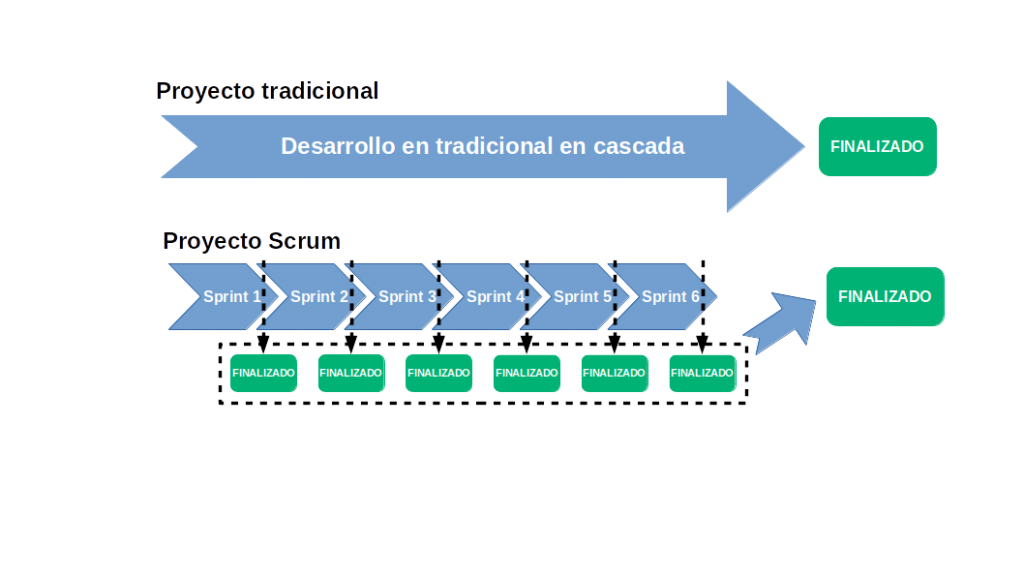 Proyecto tradicional
Desarrollo en tradicional en cascada
FINALIZADO
Proyecto Scrum
Sprint 1
Sprint 2
Sprint 3
Sprint 4
Sprint 5
Sprint 6
FINALIZADO
FINALIZADO
FINALIZADO
FINALIZADO
FINALIZADO
FINALIZADO
FINALIZADO